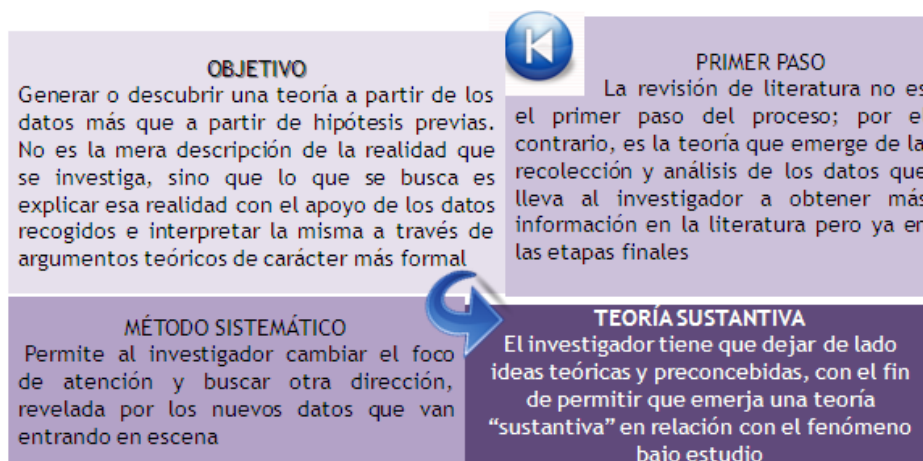 OBJETIVO
Generar o descubrir una teoría a partir de los
datos más que a partir de hipótesis previas.
No es la mera descripción de la realidad que
se investiga, sino que lo que se busca es
explicar esa realidad con el apoyo de los datos
recogidos e interpretar la misma a través de
argumentos teóricos de carácter más formal
PRIMER PASO
La revisión de literatura no es
el primer paso del proceso; por el
contrario, es la teoría que emerge de la
recolección y análisis de los datos que
lleva al investigador a obtener más
información en la literatura pero ya en
las etapas finales
MÉTODO SISTEMÁTICO
Permite al investigador cambiar el foco
de atención y buscar otra dirección,
revelada por los nuevos datos que van
entrando en escena
TEORÍA SUSTANTIVA
El investigador tiene que dejar de lado
ideas teóricas y preconcebidas, con el fin
de permitir que emerja una teoría
“sustantiva” en relación con el fenómeno
bajo estudio